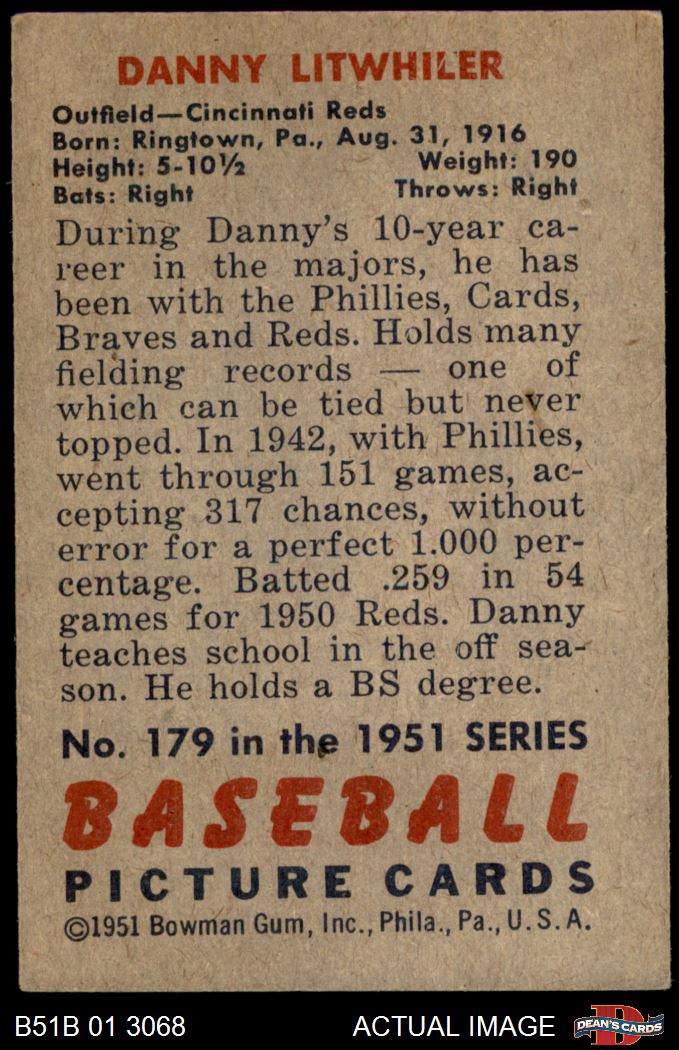 DANNY LITWHILER
Outfield—Cincinnati Reds
Born: Ringtown, Pa., Aug. 31, 1916
Height: 5-10½ Weight: 190
Bats: Right Throws: Right
During Danny's 10-year ca-
reer in the majors, he has
been with the Phillies, Cards,
Braves and Reds. Holds many
fielding records — one of
which can be tied but never
topped. In 1942, with Phillies,
went through 151 games, ac-
cepting 317 chances, without
error for a perfect 1.000 per-
centage. Batted .259 in 54
games for 1950 Reds. Danny
teaches school in the off sea-
son. He holds a BS degree.
No. 179 in the 1951 SERIES
BASEBALL
PICTURE CARDS
©1951 Bowman Gum, Inc., Phila., Pa., U.S.A.
B51B 01 3068 ACTUAL IMAGE D DEAN'S CARDS